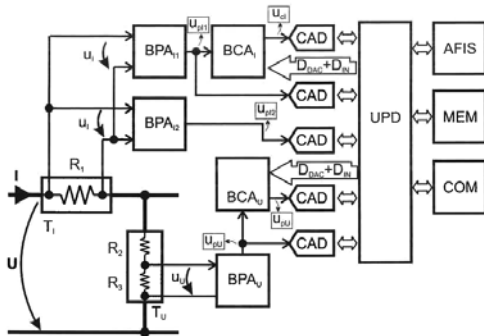 u_pI1
u_cI
CAD
AFIS
u_i
BPA_I1
BCA_I
D_DAC+D_IN
CAD
u_pI2
u_i
BPA_I2
CAD
UPD
MEM
R_1
D_DAC+D_IN
I
BCA_U
CAD
COM
T_I
u_pU
R_2
u_pU
CAD
U
R_3
u_U
BPA_U
T_U